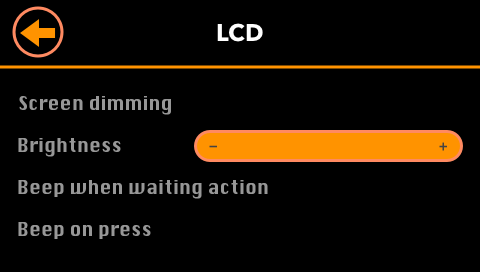 LCD
Screen dimming
Brightness - +
Beep when waiting action
Beep on press